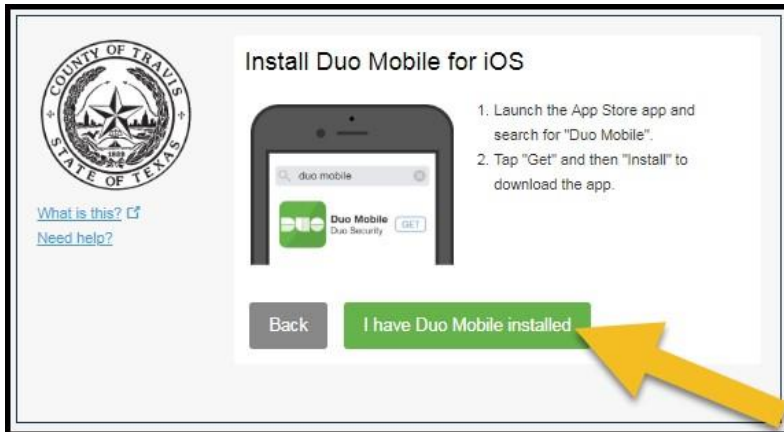 COUNTY OF TRAVIS
1839
STATE OF TEXAS
What is this?
Need help?
Install Duo Mobile for iOS
duo mobile
DUO
Duo Mobile
GET
Duo Security
1. Launch the App Store app and
search for "Duo Mobile".
2. Tap "Get" and then "Install" to
download the app.
Back
I have Duo Mobile installed